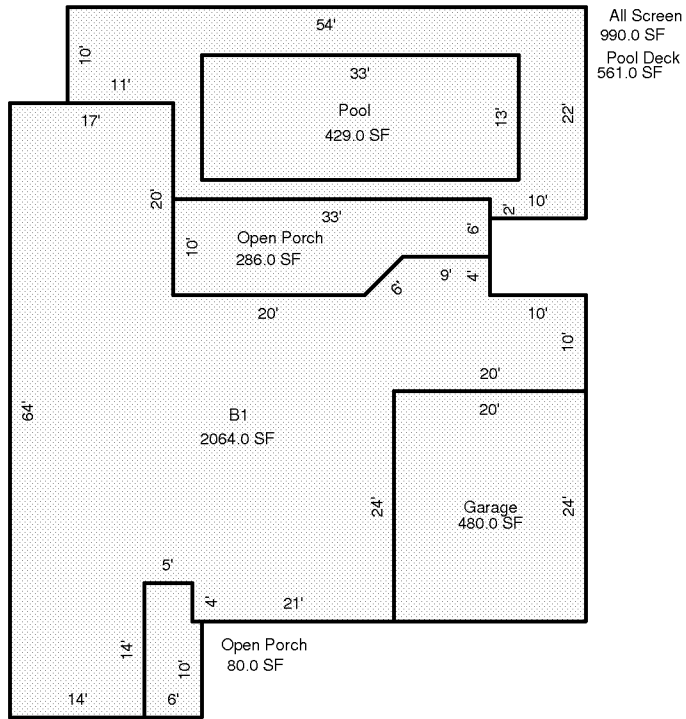 All Screen
990.0 SF
54'
10'
Pool Deck
561.0 SF
33'
11'
Pool
429.0 SF
13'
22'
17'
20'
10'
2'
33'
6'
Open Porch
286.0 SF
10'
9'
4'
6'
20'
10'
10'
20'
20'
64'
B1
2064.0 SF
24'
Garage
480.0 SF
24'
5'
4'
21'
14'
10'
Open Porch
80.0 SF
14'
6'